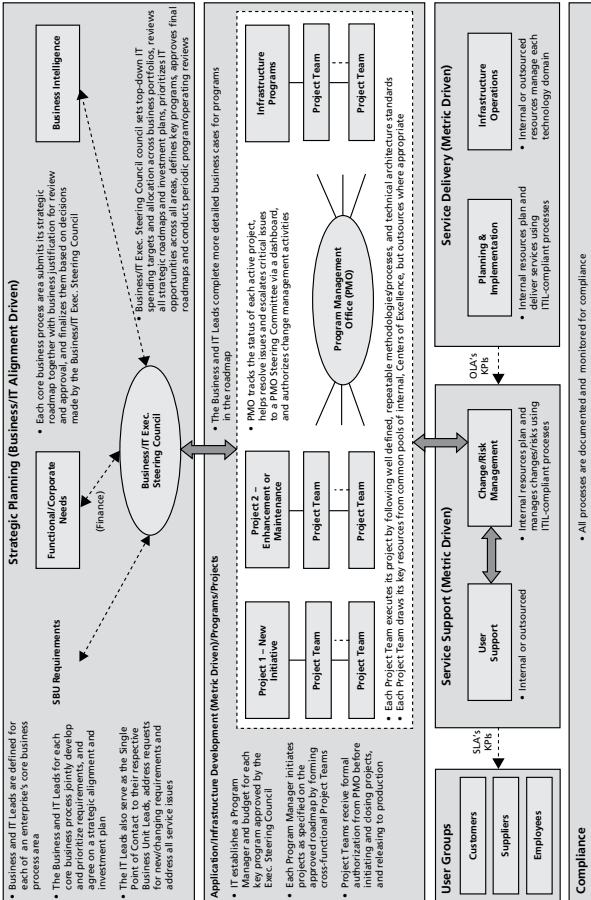 Strategic Planning (Business/IT Alignment Driven)
• Business and IT Leads are defined for
each of an enterprise's core business
process area
• The Business and IT Leads for each
core business process jointly develop
and prioritize requirements, and
agree on a strategic alignment and
investment plan
• The IT Leads also serve as the Single
Point of Contact to their respective
Business Unit Leads, address requests
for new/changing requirements and
address all service issues
SBU Requirements
Functional/Corporate
Needs
(Finance)
Business/IT Exec.
Steering Council
• Each core business process area submits its strategic
roadmap together with business justification for review
and approval, and finalizes them based on decisions
made by the Business/IT Exec. Steering Council
Business Intelligence
• Business/IT Exec. Steering Council council sets top-down IT
spending targets and allocation across business portfolios, reviews
all strategic roadmaps and investment plans, prioritizes IT
opportunities across all areas, defines key programs, approves final
roadmaps and conducts periodic program/operating reviews
Application/Infrastructure Development (Metric Driven)/Programs/Projects
• IT establishes a Program
Manager and budget for each
key program approved by the
Exec. Steering Council
• Each Program Manager initiates
projects as specified on the
approved roadmap by forming
cross-functional Project Teams
• Project Teams receive formal
authorization from PMO before
initiating and closing projects,
and releasing to production
• The Business and IT Leads complete more detailed business cases for programs
in the roadmap
Project 1 – New
Initiative
Project Team
Project Team
Project 2 –
Enhancement or
Maintenance
Project Team
Project Team
• PMO tracks the status of each active project,
helps resolve issues and escalates critical issues
to a PMO Steering Committee via a dashboard,
and authorizes change management activities
Program Management
Office (PMO)
Infrastructure
Programs
Project Team
Project Team
• Each Project Team executes its project by following well defined, repeatable methodologies/processes, and technical architecture standards
• Each Project Team draws its key resources from common pools of internal, Centers of Excellence, but outsources where appropriate
User Groups
Customers
Suppliers
Employees
SLA's
KPIs
Service Support (Metric Driven)
User
Support
• Internal or outsourced
Change/Risk
Management
• Internal resources plan and
manages changes/risks using
ITIL-compliant processes
OLA's
KPIs
Service Delivery (Metric Driven)
Planning &
Implementation
• Internal resources plan and
deliver services using
ITIL-compliant processes
Infrastructure
Operations
• Internal or outsourced
resources manage each
technology domain
Compliance
• All processes are documented and monitored for compliance